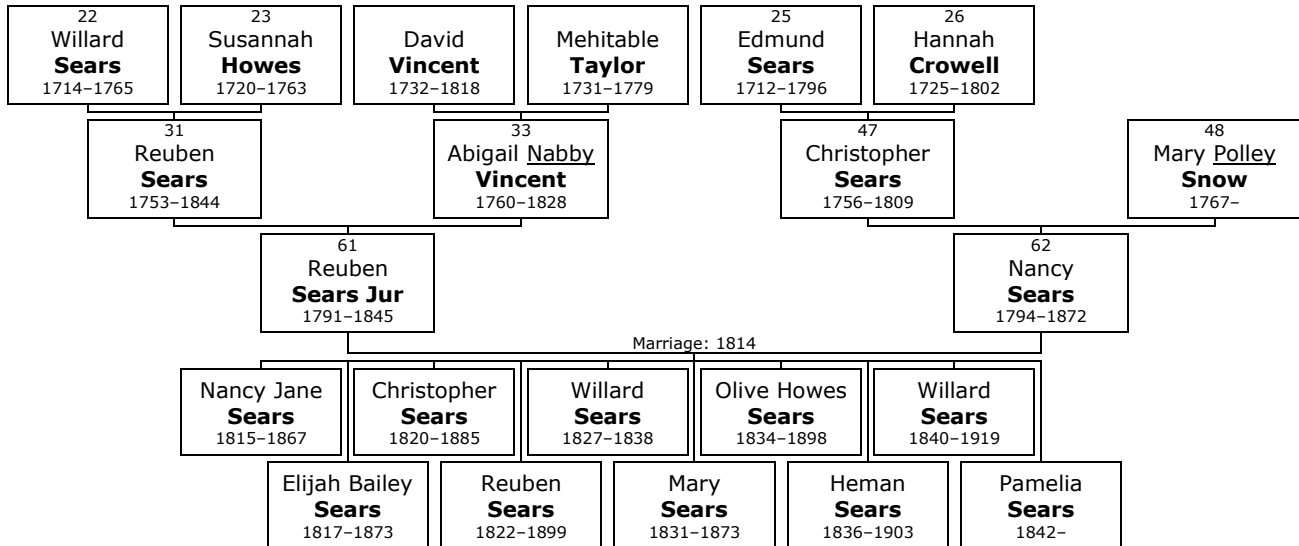 22
Willard
Sears
1714–1765
23
Susannah
Howes
1720–1763
David
Vincent
1732–1818
Mehitable
Taylor
1731–1779
25
Edmund
Sears
1712–1796
26
Hannah
Crowell
1725–1802
31
Reuben
Sears
1753–1844
33
Abigail Nabby
Vincent
1760–1828
47
Christopher
Sears
1756–1809
48
Mary Polley
Snow
1767–
61
Reuben
Sears Jur
1791–1845
62
Nancy
Sears
1794–1872
Marriage: 1814
Nancy Jane
Sears
1815–1867
Christopher
Sears
1820–1885
Willard
Sears
1827–1838
Olive Howes
Sears
1834–1898
Willard
Sears
1840–1919
Elijah Bailey
Sears
1817–1873
Reuben
Sears
1822–1899
Mary
Sears
1831–1873
Heman
Sears
1836–1903
Pamelia
Sears
1842–